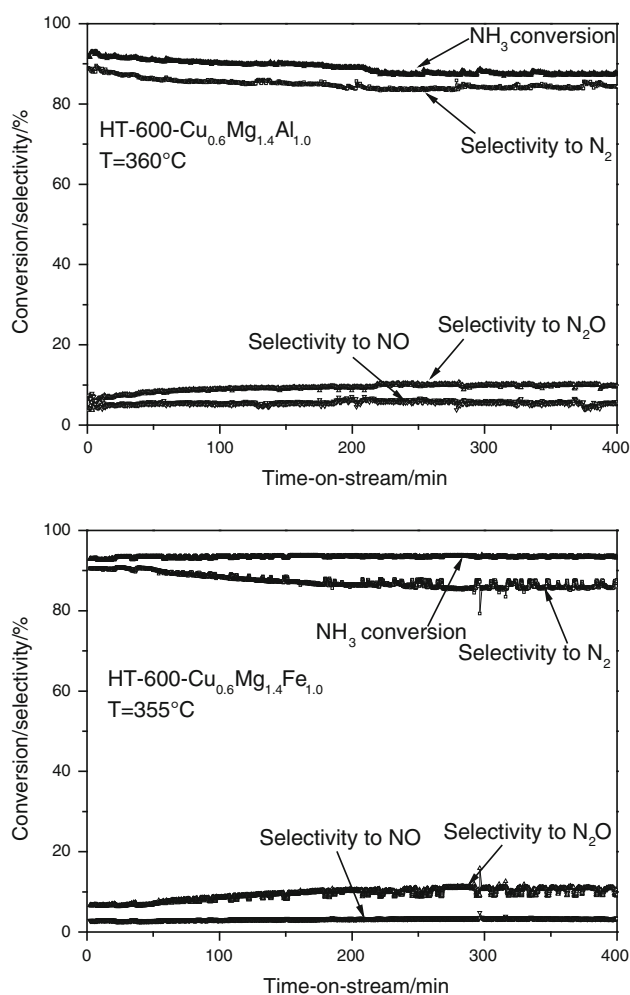 100
80
60
40
20
0
Conversion/selectivity/%
NH₃ conversion
Selectivity to N₂
HT-600-Cu₀.₆Mg₁.₄Al₁.₀
T=360°C
Selectivity to N₂O
Selectivity to NO
0 100 200 300 400
Time-on-stream/min
100
80
60
40
20
0
Conversion/selectivity/%
NH₃ conversion
Selectivity to N₂
HT-600-Cu₀.₆Mg₁.₄Fe₁.₀
T=355°C
Selectivity to NO
Selectivity to N₂O
0 100 200 300 400
Time-on-stream/min